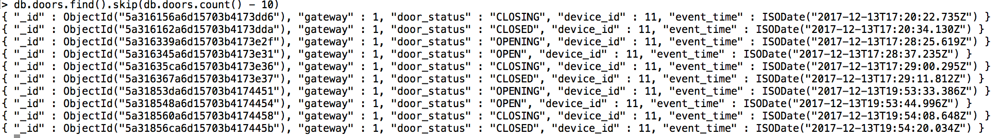 > db.doors.find().skip(db.doors.count() - 10)
{ "_id" : ObjectId("5a316156a6d15703b4173dd6"), "gateway" : 1, "door_status" : "CLOSING", "device_id" : 11, "event_time" : ISODate("2017-12-13T17:20:22.735Z") }
{ "_id" : ObjectId("5a316162a6d15703b4173dda"), "gateway" : 1, "door_status" : "CLOSED", "device_id" : 11, "event_time" : ISODate("2017-12-13T17:20:34.130Z") }
{ "_id" : ObjectId("5a316339a6d15703b4173e2f"), "gateway" : 1, "door_status" : "OPENING", "device_id" : 11, "event_time" : ISODate("2017-12-13T17:28:25.619Z") }
{ "_id" : ObjectId("5a316345a6d15703b4173e31"), "gateway" : 1, "door_status" : "OPEN", "device_id" : 11, "event_time" : ISODate("2017-12-13T17:28:37.235Z") }
{ "_id" : ObjectId("5a31635ca6d15703b4173e36"), "gateway" : 1, "door_status" : "CLOSING", "device_id" : 11, "event_time" : ISODate("2017-12-13T17:29:00.295Z") }
{ "_id" : ObjectId("5a316367a6d15703b4173e37"), "gateway" : 1, "door_status" : "CLOSED", "device_id" : 11, "event_time" : ISODate("2017-12-13T17:29:11.812Z") }
{ "_id" : ObjectId("5a31853da6d15703b4174451"), "gateway" : 1, "door_status" : "OPENING", "device_id" : 11, "event_time" : ISODate("2017-12-13T19:53:33.386Z") }
{ "_id" : ObjectId("5a318548a6d15703b4174454"), "gateway" : 1, "door_status" : "OPEN", "device_id" : 11, "event_time" : ISODate("2017-12-13T19:53:44.996Z") }
{ "_id" : ObjectId("5a318560a6d15703b4174458"), "gateway" : 1, "door_status" : "CLOSING", "device_id" : 11, "event_time" : ISODate("2017-12-13T19:54:08.648Z") }
{ "_id" : ObjectId("5a31856ca6d15703b417445b"), "gateway" : 1, "door_status" : "CLOSED", "device_id" : 11, "event_time" : ISODate("2017-12-13T19:54:20.034Z") }